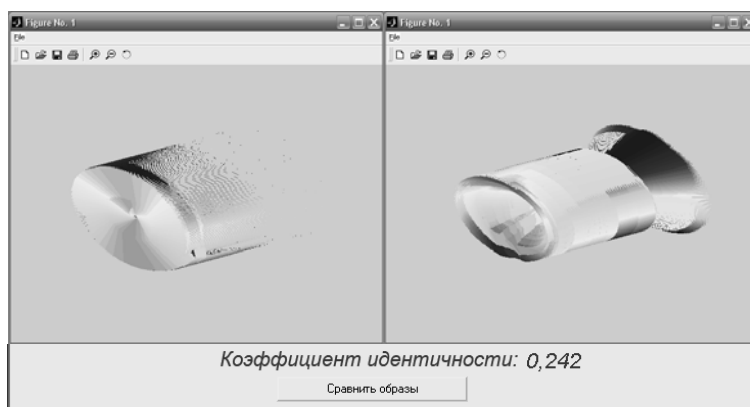 Figure No. 1
Figure No. 1
File
File
Коэффициент идентичности: 0,242
Сравнить образы